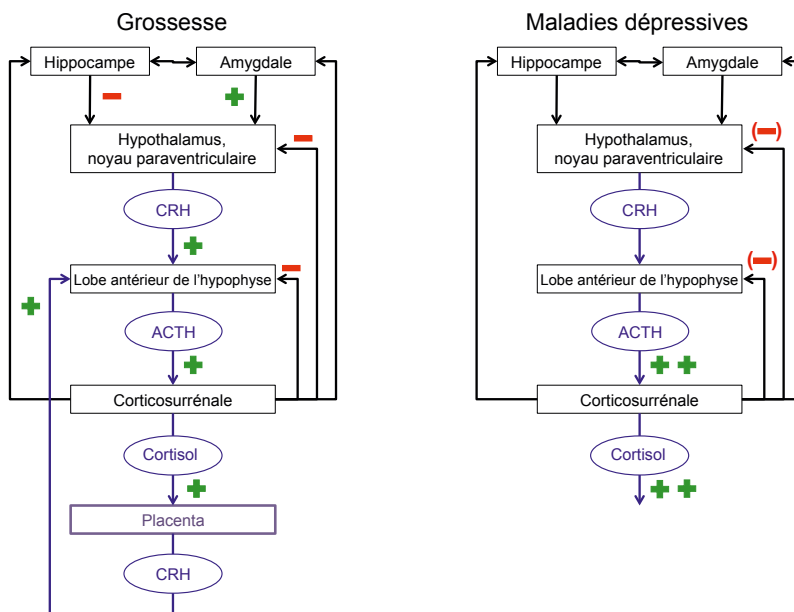 Grossesse
Hippocampe
Amygdale
Hypothalamus,
noyau paraventriculaire
CRH
Lobe antérieur de l'hypophyse
ACTH
Corticosurrénale
Cortisol
Placenta
CRH
Maladies dépressives
Hippocampe
Amygdale
(–)
Hypothalamus,
noyau paraventriculaire
CRH
(–)
Lobe antérieur de l'hypophyse
ACTH
Corticosurrénale
Cortisol